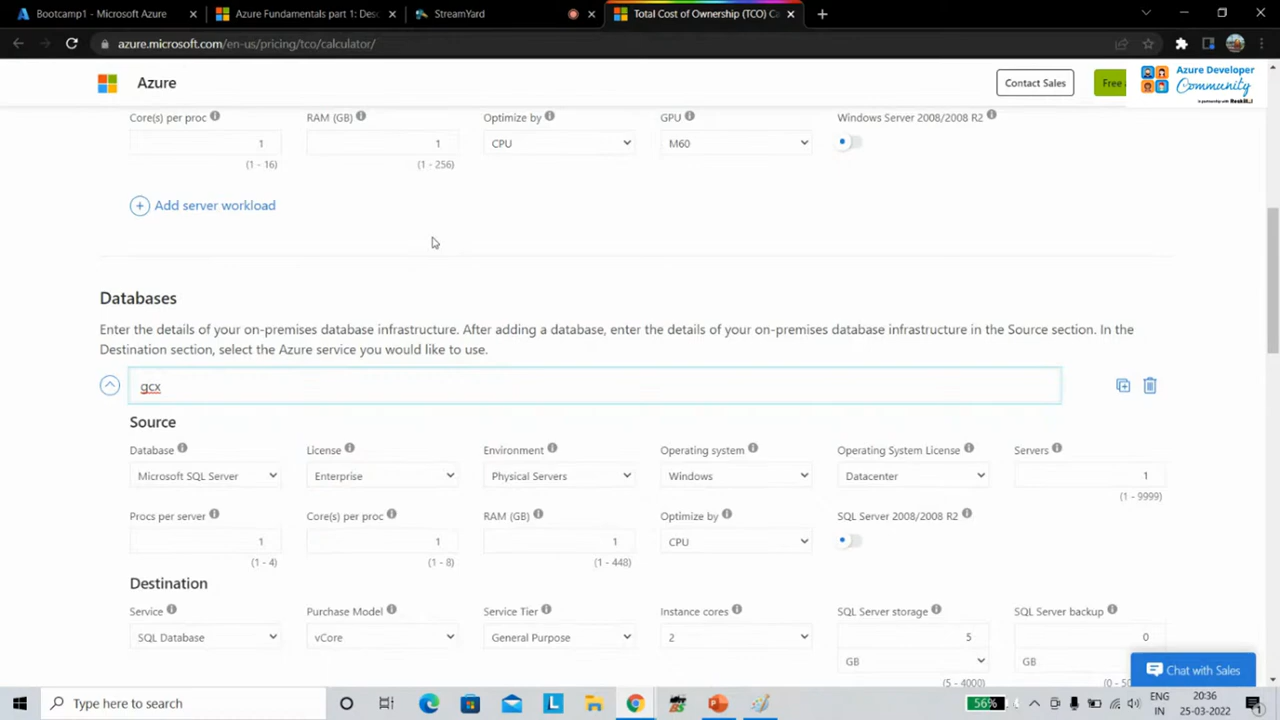 Bootcamp1 - Microsoft Azure
Azure Fundamentals part 1: Des
StreamYard
Total Cost of Ownership (TCO) Ca
azure.microsoft.com/en-us/pricing/tco/calculator/
Azure
Contact Sales
Free
Azure Developer
Community
Core(s) per proc
RAM (GB)
Optimize by
GPU
Windows Server 2008/2008 R2
1
1
CPU
M60
(1 - 16)
(1 - 256)
Add server workload
Databases
Enter the details of your on-premises database infrastructure. After adding a database, enter the details of your on-premises database infrastructure in the Source section. In the
Destination section, select the Azure service you would like to use.
gcx
Source
Database
License
Environment
Operating system
Operating System License
Servers
Microsoft SQL Server
Enterprise
Physical Servers
Windows
Datacenter
1
(1 - 9999)
Procs per server
Core(s) per proc
RAM (GB)
Optimize by
SQL Server 2008/2008 R2
1
1
1
CPU
(1 - 4)
(1 - 8)
(1 - 448)
Destination
Service
Purchase Model
Service Tier
Instance cores
SQL Server storage
SQL Server backup
SQL Database
vCore
General Purpose
2
5
0
GB
GB
(5 - 4000)
Chat with Sales
Type here to search
56%
ENG
IN
20:36
25-03-2022